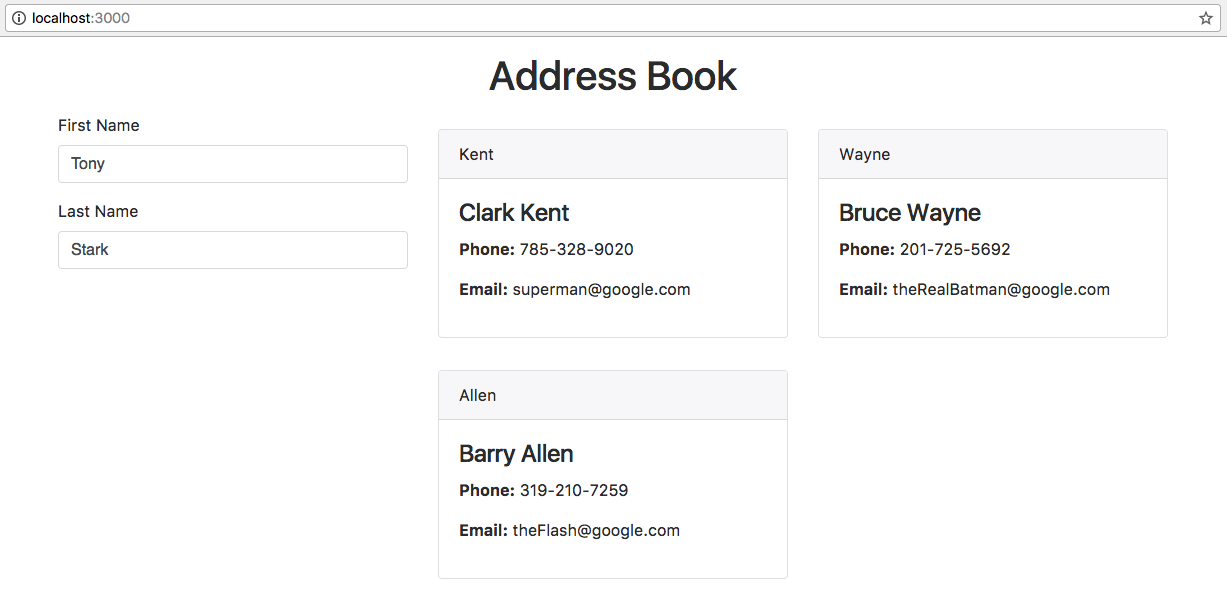 localhost:3000
Address Book
First Name
Tony
Last Name
Stark
Kent
Clark Kent
Phone: 785-328-9020
Email: superman@google.com
Wayne
Bruce Wayne
Phone: 201-725-5692
Email: theRealBatman@google.com
Allen
Barry Allen
Phone: 319-210-7259
Email: theFlash@google.com